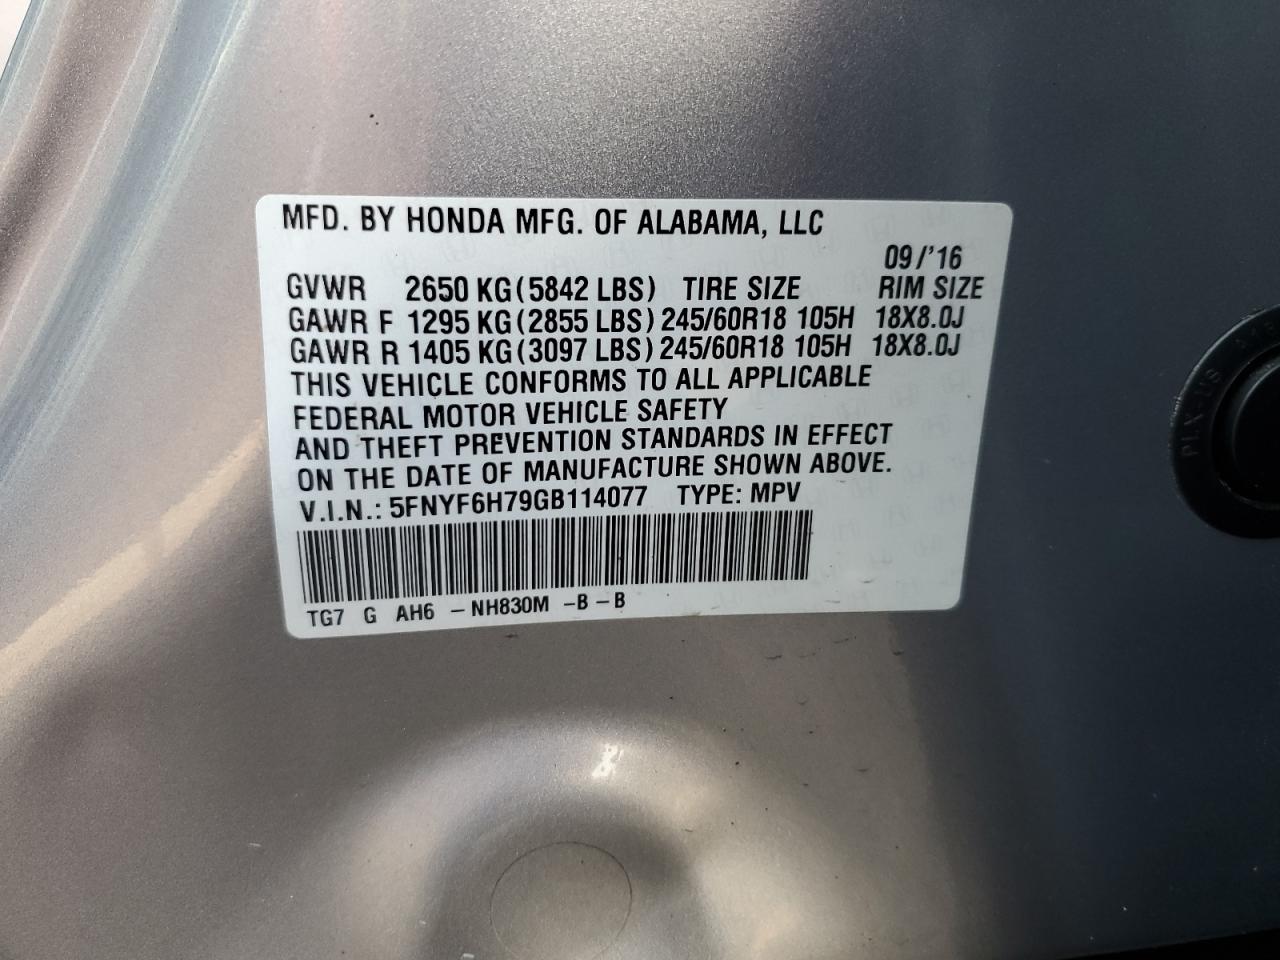 MFD. BY HONDA MFG. OF ALABAMA, LLC
09/'16
GVWR 2650 KG (5842 LBS) TIRE SIZE RIM SIZE
GAWR F 1295 KG (2855 LBS) 245/60R18 105H 18X8.0J
GAWR R 1405 KG (3097 LBS) 245/60R18 105H 18X8.0J
THIS VEHICLE CONFORMS TO ALL APPLICABLE
FEDERAL MOTOR VEHICLE SAFETY
AND THEFT PREVENTION STANDARDS IN EFFECT
ON THE DATE OF MANUFACTURE SHOWN ABOVE.
V.I.N.: 5FNYF6H79GB114077 TYPE: MPV
TG7 G AH6 – NH830M – B – B